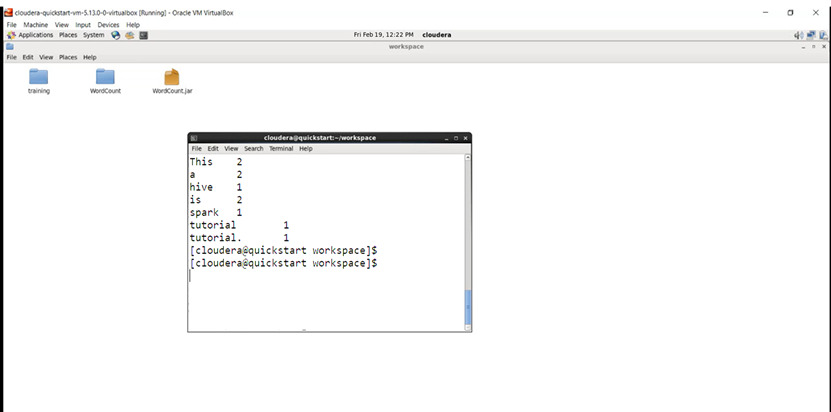 cloudera-quickstart-vm-5.13.0-0-virtualbox [Running] - Oracle VM VirtualBox
File Machine View Input Devices Help
Applications Places System Fri Feb 19, 12:22 PM cloudera
workspace
File Edit View Places Help
training WordCount WordCount.jar
cloudera@quickstart:~/workspace
File Edit View Search Terminal Help
This 2
a 2
hive 1
is 2
spark 1
tutorial 1
tutorial. 1
[cloudera@quickstart workspace]$
[cloudera@quickstart workspace]$